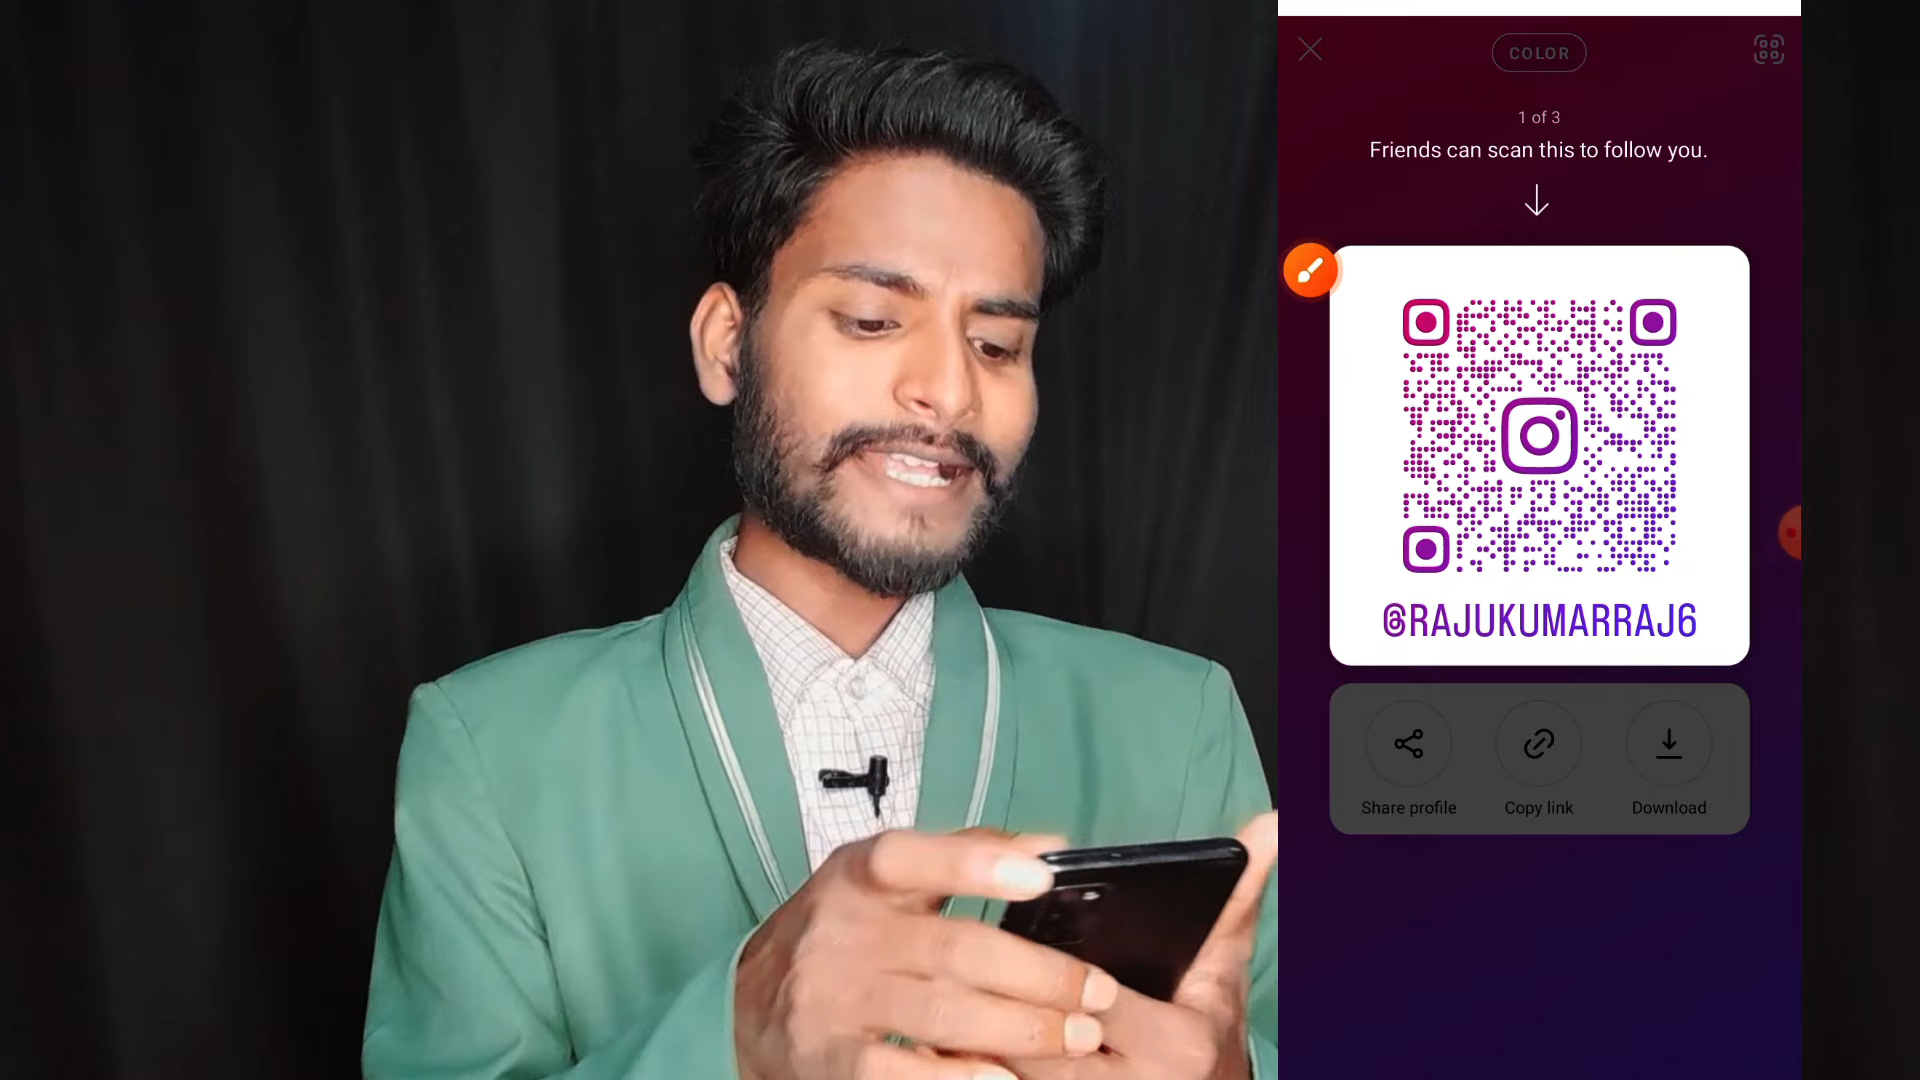 COLOR
1 of 3
Friends can scan this to follow you.
@RAJUKUMARRAJ6
Share profile
Copy link
Download